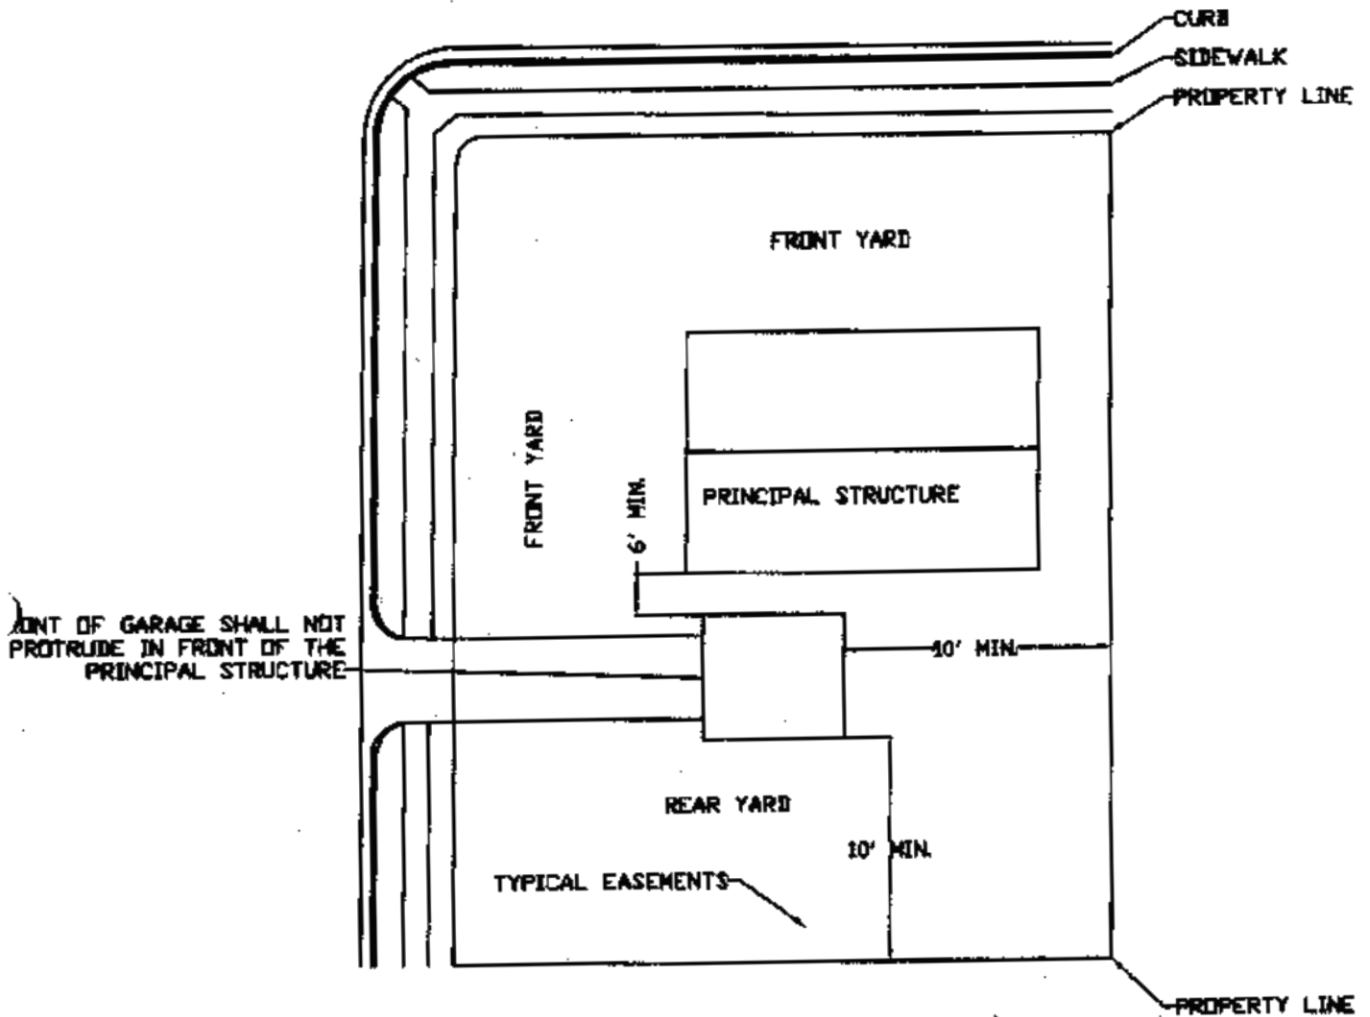 CURB
SIDEWALK
PROPERTY LINE
FRONT YARD
FRONT YARD
6' MIN.
PRINCIPAL STRUCTURE
OF GARAGE SHALL NOT
PROTRUDE IN FRONT OF THE
PRINCIPAL STRUCTURE
10' MIN.
REAR YARD
10' MIN.
TYPICAL EASEMENTS
PROPERTY LINE